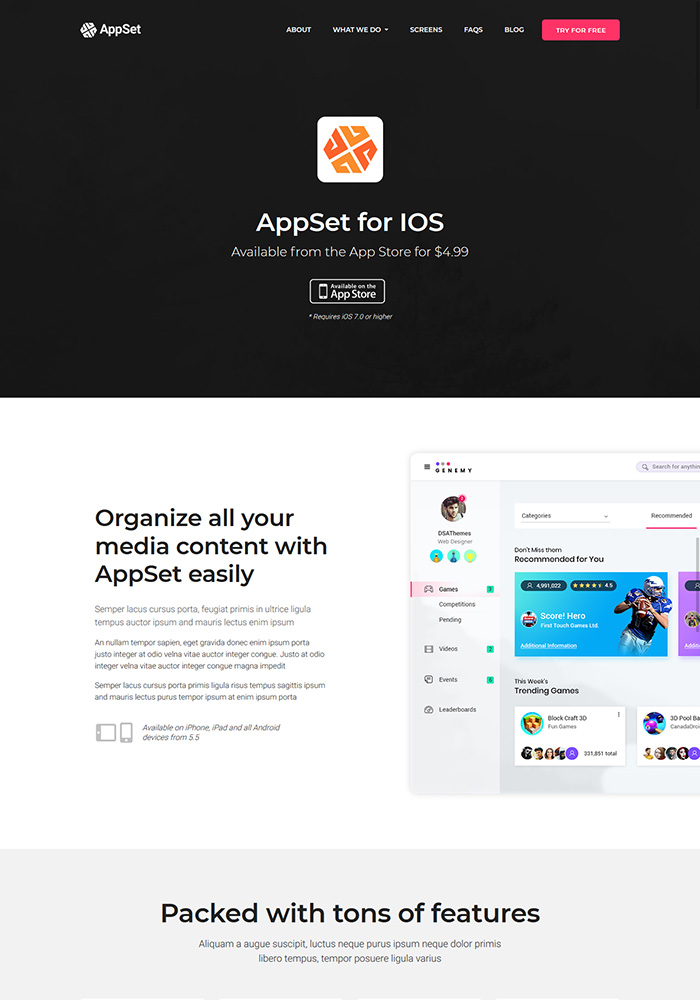 AppSet
ABOUT
WHAT WE DO
SCREENS
FAQS
BLOG
TRY FOR FREE
AppSet for IOS
Available from the App Store for $4.99
Available on the
App Store
* Requires iOS 7.0 or higher
Organize all your
media content with
AppSet easily
Semper lacus cursus porta, feugiat primis in ultrice ligula
tempus auctor ipsum and mauris lectus enim ipsum
An nullam tempor sapien, eget gravida donec enim ipsum porta
justo integer at odio velna vitae auctor integer congue. Justo at odio
integer velna vitae auctor integer congue magna impedit
Semper lacus cursus porta primis ligula risus tempus sagittis ipsum
and mauris lectus purus tempor ipsum at enim ipsum porta
Available on iPhone, iPad and all Android
devices from 5.5
GENEMY
Search for anythin
DSAThemes
Web Designer
Games
3
Competitions
Pending
Videos
2
Events
Leaderboards
Categories
Recommended
Don't Miss thom
Recommended for You
4,991,022
4.5
Score! Hero
First Touch Games Ltd.
Additional Information
This Week's
Trending Games
Block Craft 3D
Fun Games
331,851 total
3D Pool Ba
CanadaDro
Packed with tons of features
Aliquam a augue suscipit, luctus neque purus ipsum neque dolor primis
libero tempus, tempor posuere ligula varius